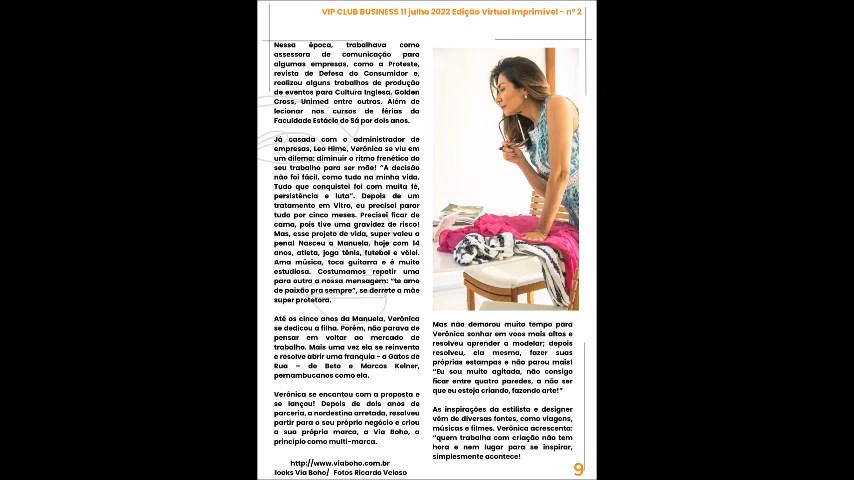 VIP CLUB BUSINESS 11 julho 2022 Edição Virtual Imprimível - nº 2
Nessa época, trabalhava como
assessora de comunicação para
algumas empresas, como a Proteste,
revista de Defesa do Consumidor e,
realizou alguns trabalhos de produção
de eventos para Cultura Inglesa, Golden
Cross, Unimed entre outras. Além de
lecionar nos cursos de férias da
Faculdade Estácio de Sá por dois anos.
Já casada com o administrador de
empresas, Leo Hime, Verônica se viu em
um dilema: diminuir o ritmo frenético do
seu trabalho para ser mãe! "A decisão
não foi fácil, como tudo na minha vida.
Tudo que conquistei foi com muita fé,
persistência e luta". Depois de um
tratamento em Vitro, eu precisei parar
tudo por cinco meses. Precisei ficar de
cama, pois tive uma gravidez de risco!
Mas, esse projeto de vida, super valeu a
pena! Nasceu a Manuela, hoje com 14
anos, atleta, joga tênis, futebol e vôlei.
Ama música, toca guitarra e é muito
estudiosa. Costumamos repetir uma
para outra a nossa mensagem: "te amo
de paixão pra sempre", se derrete a mãe
super protetora.
Até os cinco anos da Manuela, Verônica
se dedicou a filha. Porém, não parava de
pensar em voltar ao mercado de
trabalho. Mais uma vez ela se reinventa
e resolve abrir uma franquia - a Gatos de
Rua – de Beto e Marcos Kelner,
pernambucanos como ela.
Verônica se encantou com a proposta e
se lançou! Depois de dois anos de
parceria, a nordestina arretada, resolveu
partir para o seu próprio negócio e criou
a sua própria marca, a Via Boho, a
princípio como multi-marca.
http://www.viaboho.com.br
looks Via Boho/ Fotos Ricardo Veloso
Mas não demorou muito tempo para
Verônica sonhar em voos mais altos e
resolveu aprender a modelar; depois
resolveu, ela mesma, fazer suas
próprias estampas e não parou mais!
"Eu sou muito agitada, não consigo
ficar entre quatro paredes, a não ser
que eu esteja criando, fazendo arte!"
As inspirações da estilista e designer
vêm de diversas fontes, como viagens,
músicas e filmes. Verônica acrescenta:
"quem trabalha com criação não tem
hora e nem lugar para se inspirar,
simplesmente acontece!
9